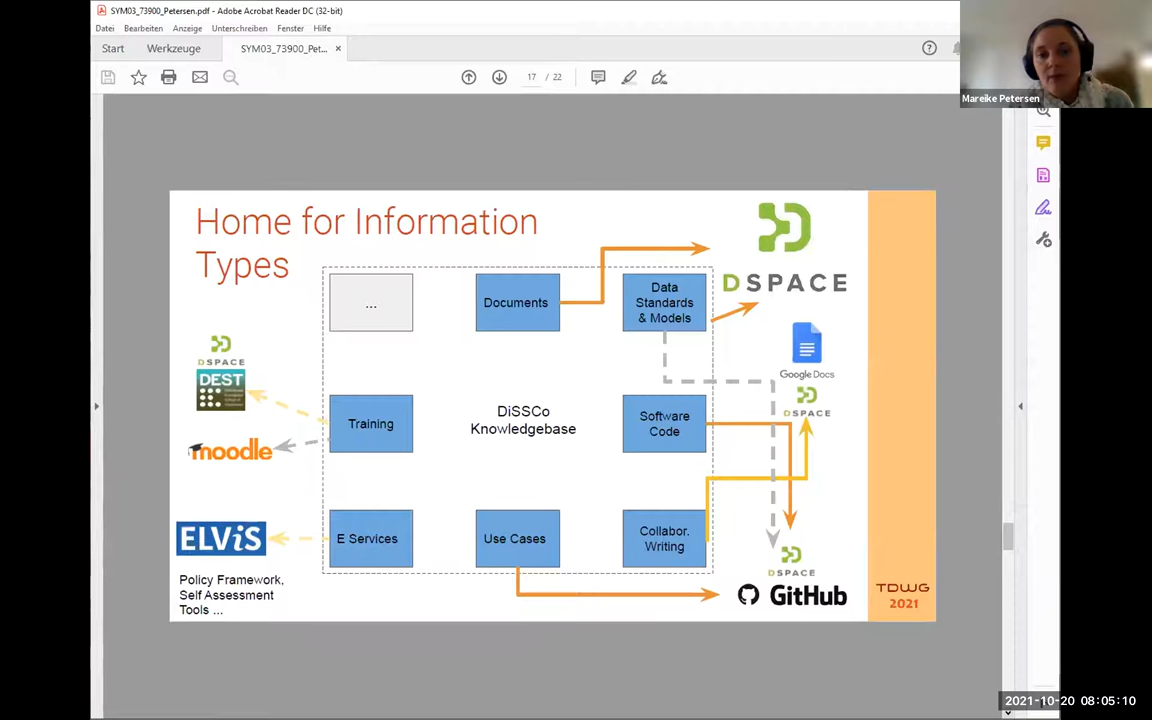 SYM03_73900_Petersen.pdf - Adobe Acrobat Reader DC (32-bit)
Datei Bearbeiten Anzeige Unterschreiben Fenster Hilfe
Start Werkzeuge SYM03_73900_Pet... ×
17 / 22
Mareike Petersen
Home for Information
Types
DSPACE
...
Documents
Data
Standards
& Models
Google Docs
DSPACE
DSPACE
DEST
Training
moodle
DiSSCo
Knowledgebase
Software
Code
ELViS
E Services
Use Cases
Collabor.
Writing
Policy Framework,
Self Assessment
Tools ...
DSPACE
GitHub
TDWG
2021
2021-10-20 08:05:10